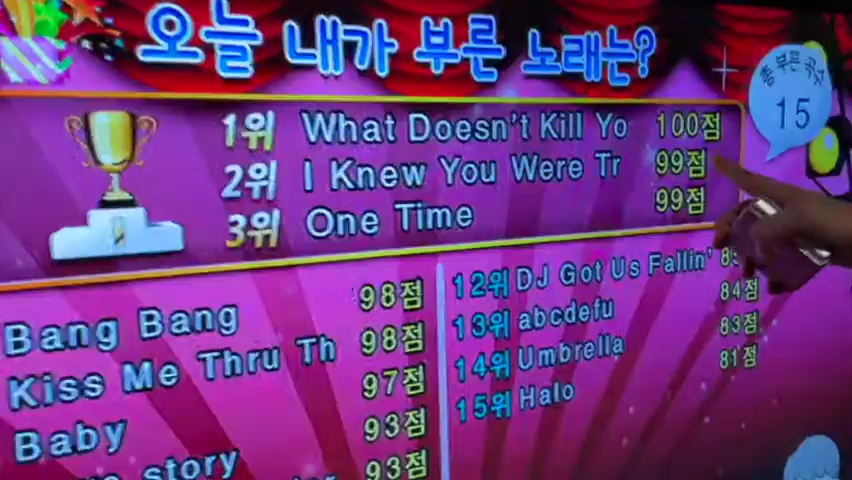 오늘 내가 부른 노래는?
총 부른 곡수
15
1위 What Doesn't Kill Yo 100점
2위 I Knew You Were Tr 99점
3위 One Time 99점
Bang Bang 98점
Kiss Me Thru Th 98점
Baby 97점
story 93점
93점
12위 DJ Got Us Fallin'
13위 abcdefu 84점
14위 Umbrella 83점
15위 Halo 81점